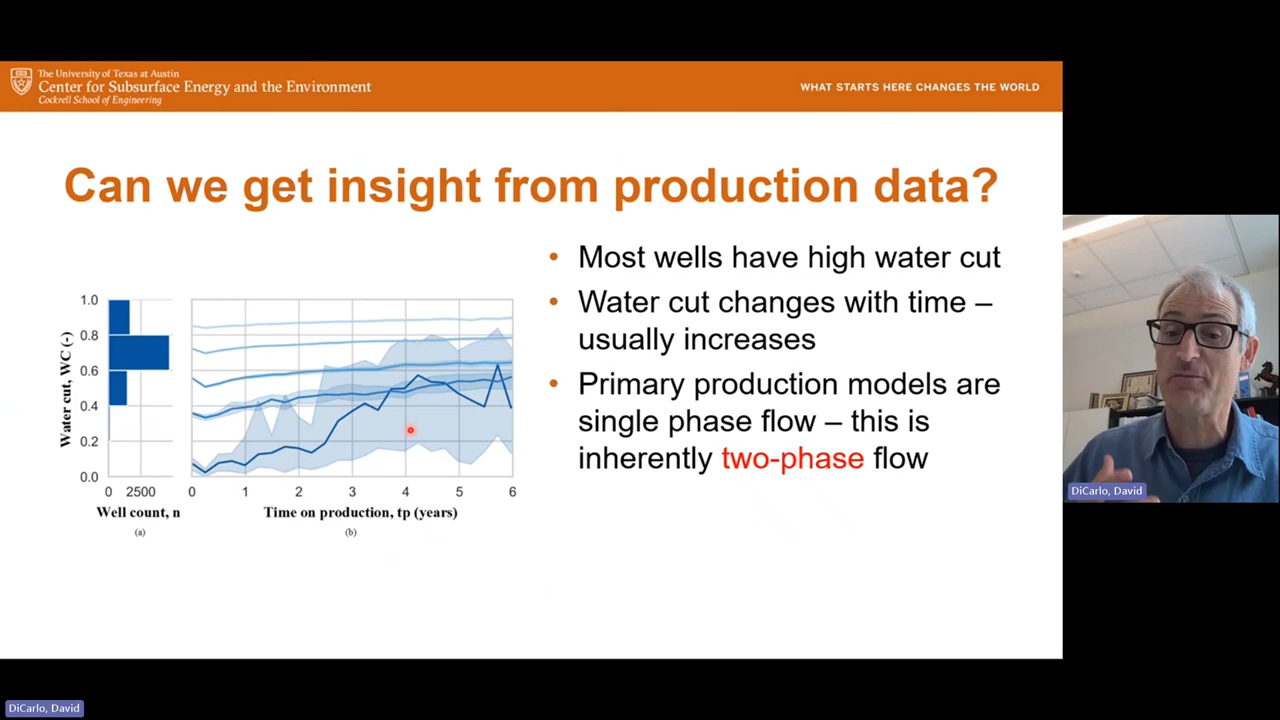 The University of Texas at Austin
Center for Subsurface Energy and the Environment
Cockrell School of Engineering
WHAT STARTS HERE CHANGES THE WORLD
Can we get insight from production data?
• Most wells have high water cut
• Water cut changes with time –
usually increases
• Primary production models are
single phase flow – this is
inherently two-phase flow
Water cut, WC (-)
1.0
0.8
0.6
0.4
0.2
0.0
0 2500
Well count, n
(a)
0 1 2 3 4 5 6
Time on production, tp (years)
(b)
DiCarlo, David
DiCarlo, David